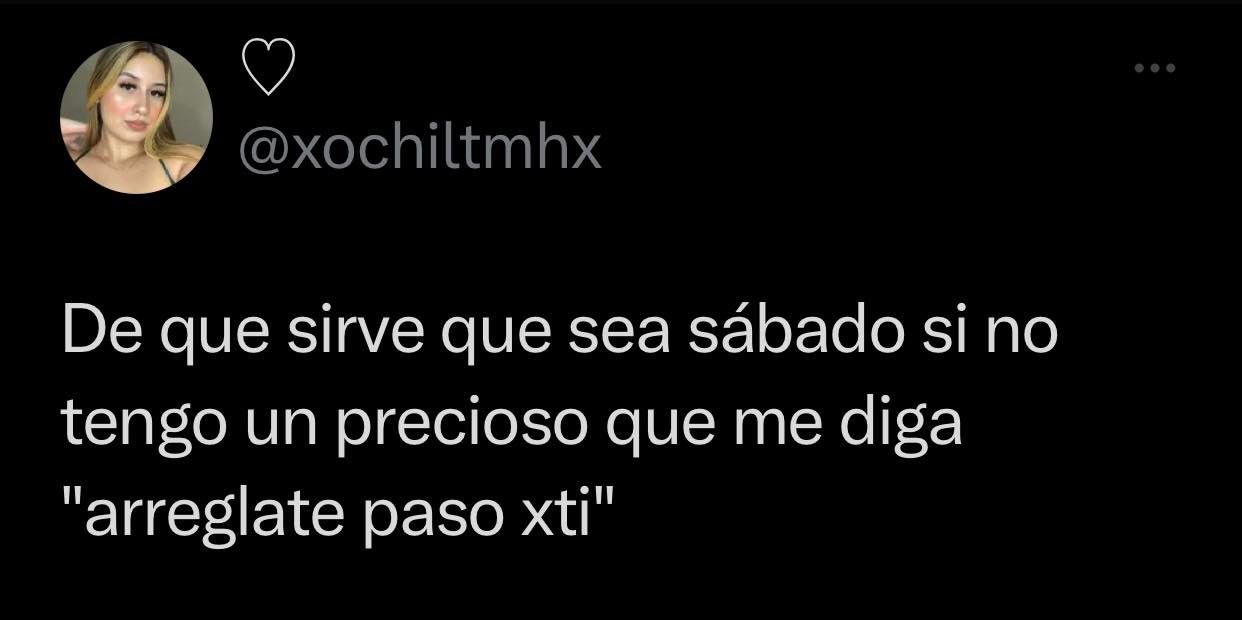 ♡
@xochiltmhx
De que sirve que sea sábado si no
tengo un precioso que me diga
"arreglate paso xti"